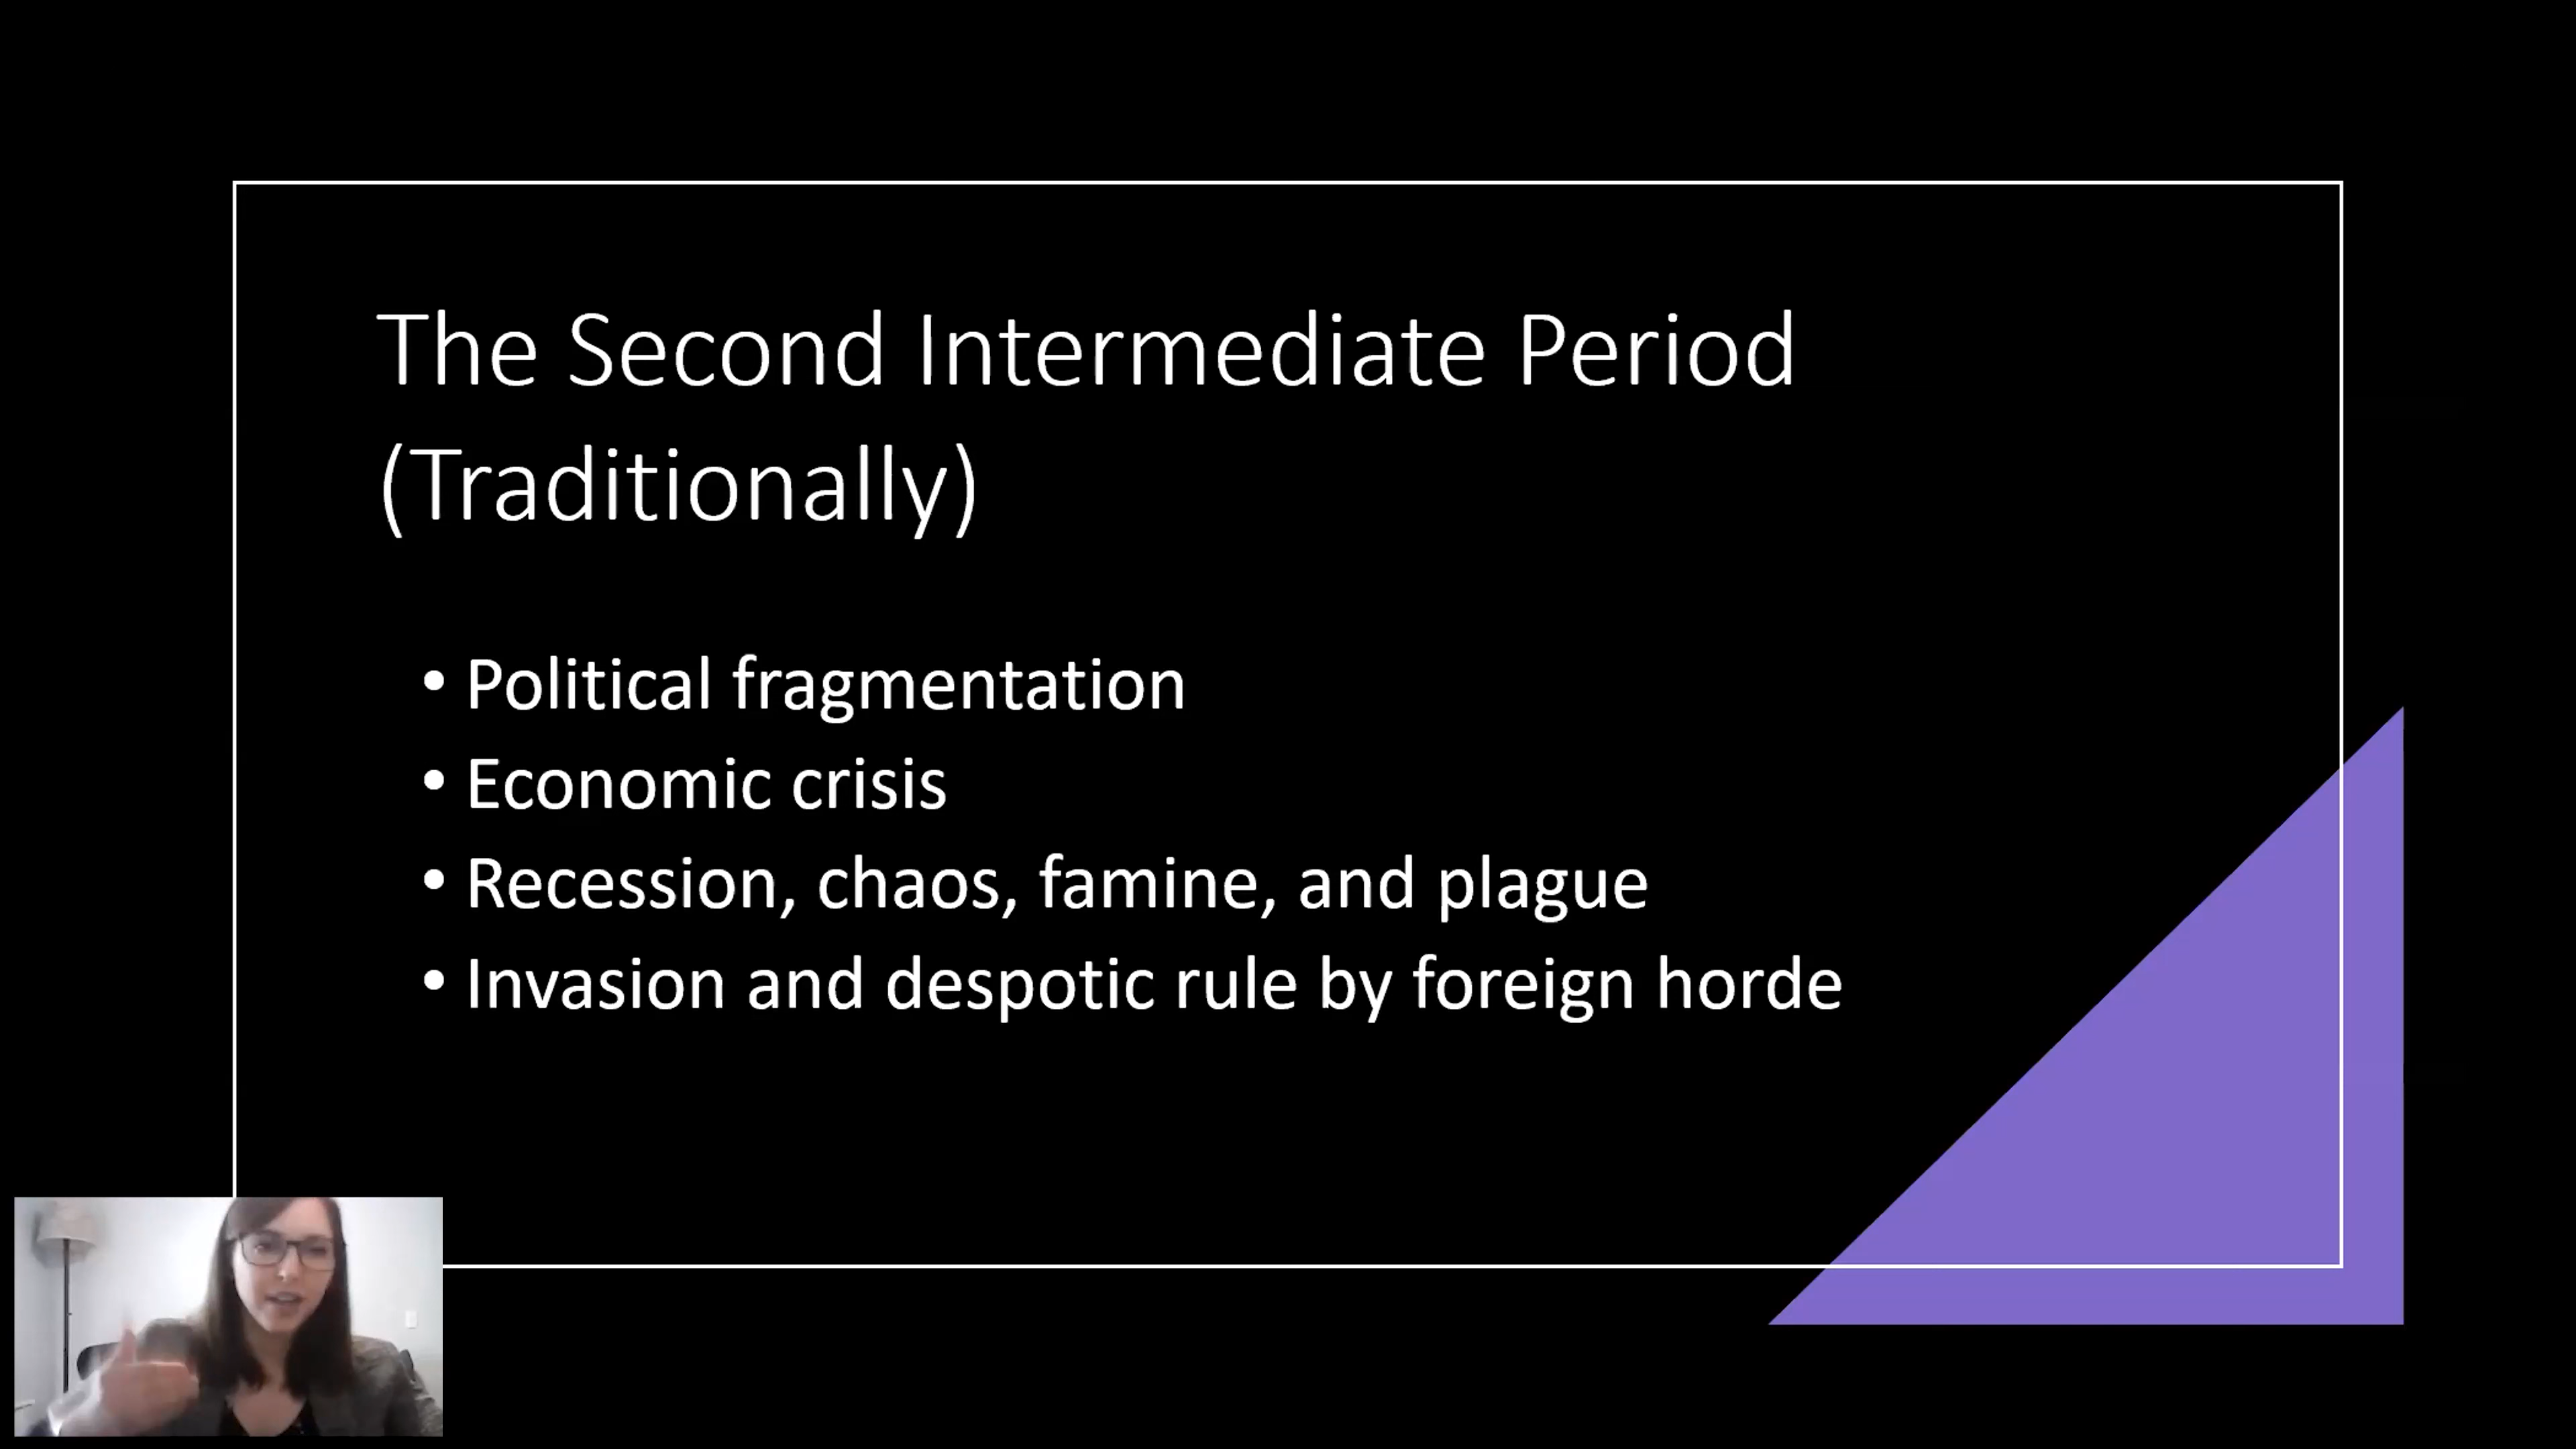 The Second Intermediate Period
(Traditionally)
• Political fragmentation
• Economic crisis
• Recession, chaos, famine, and plague
• Invasion and despotic rule by foreign horde